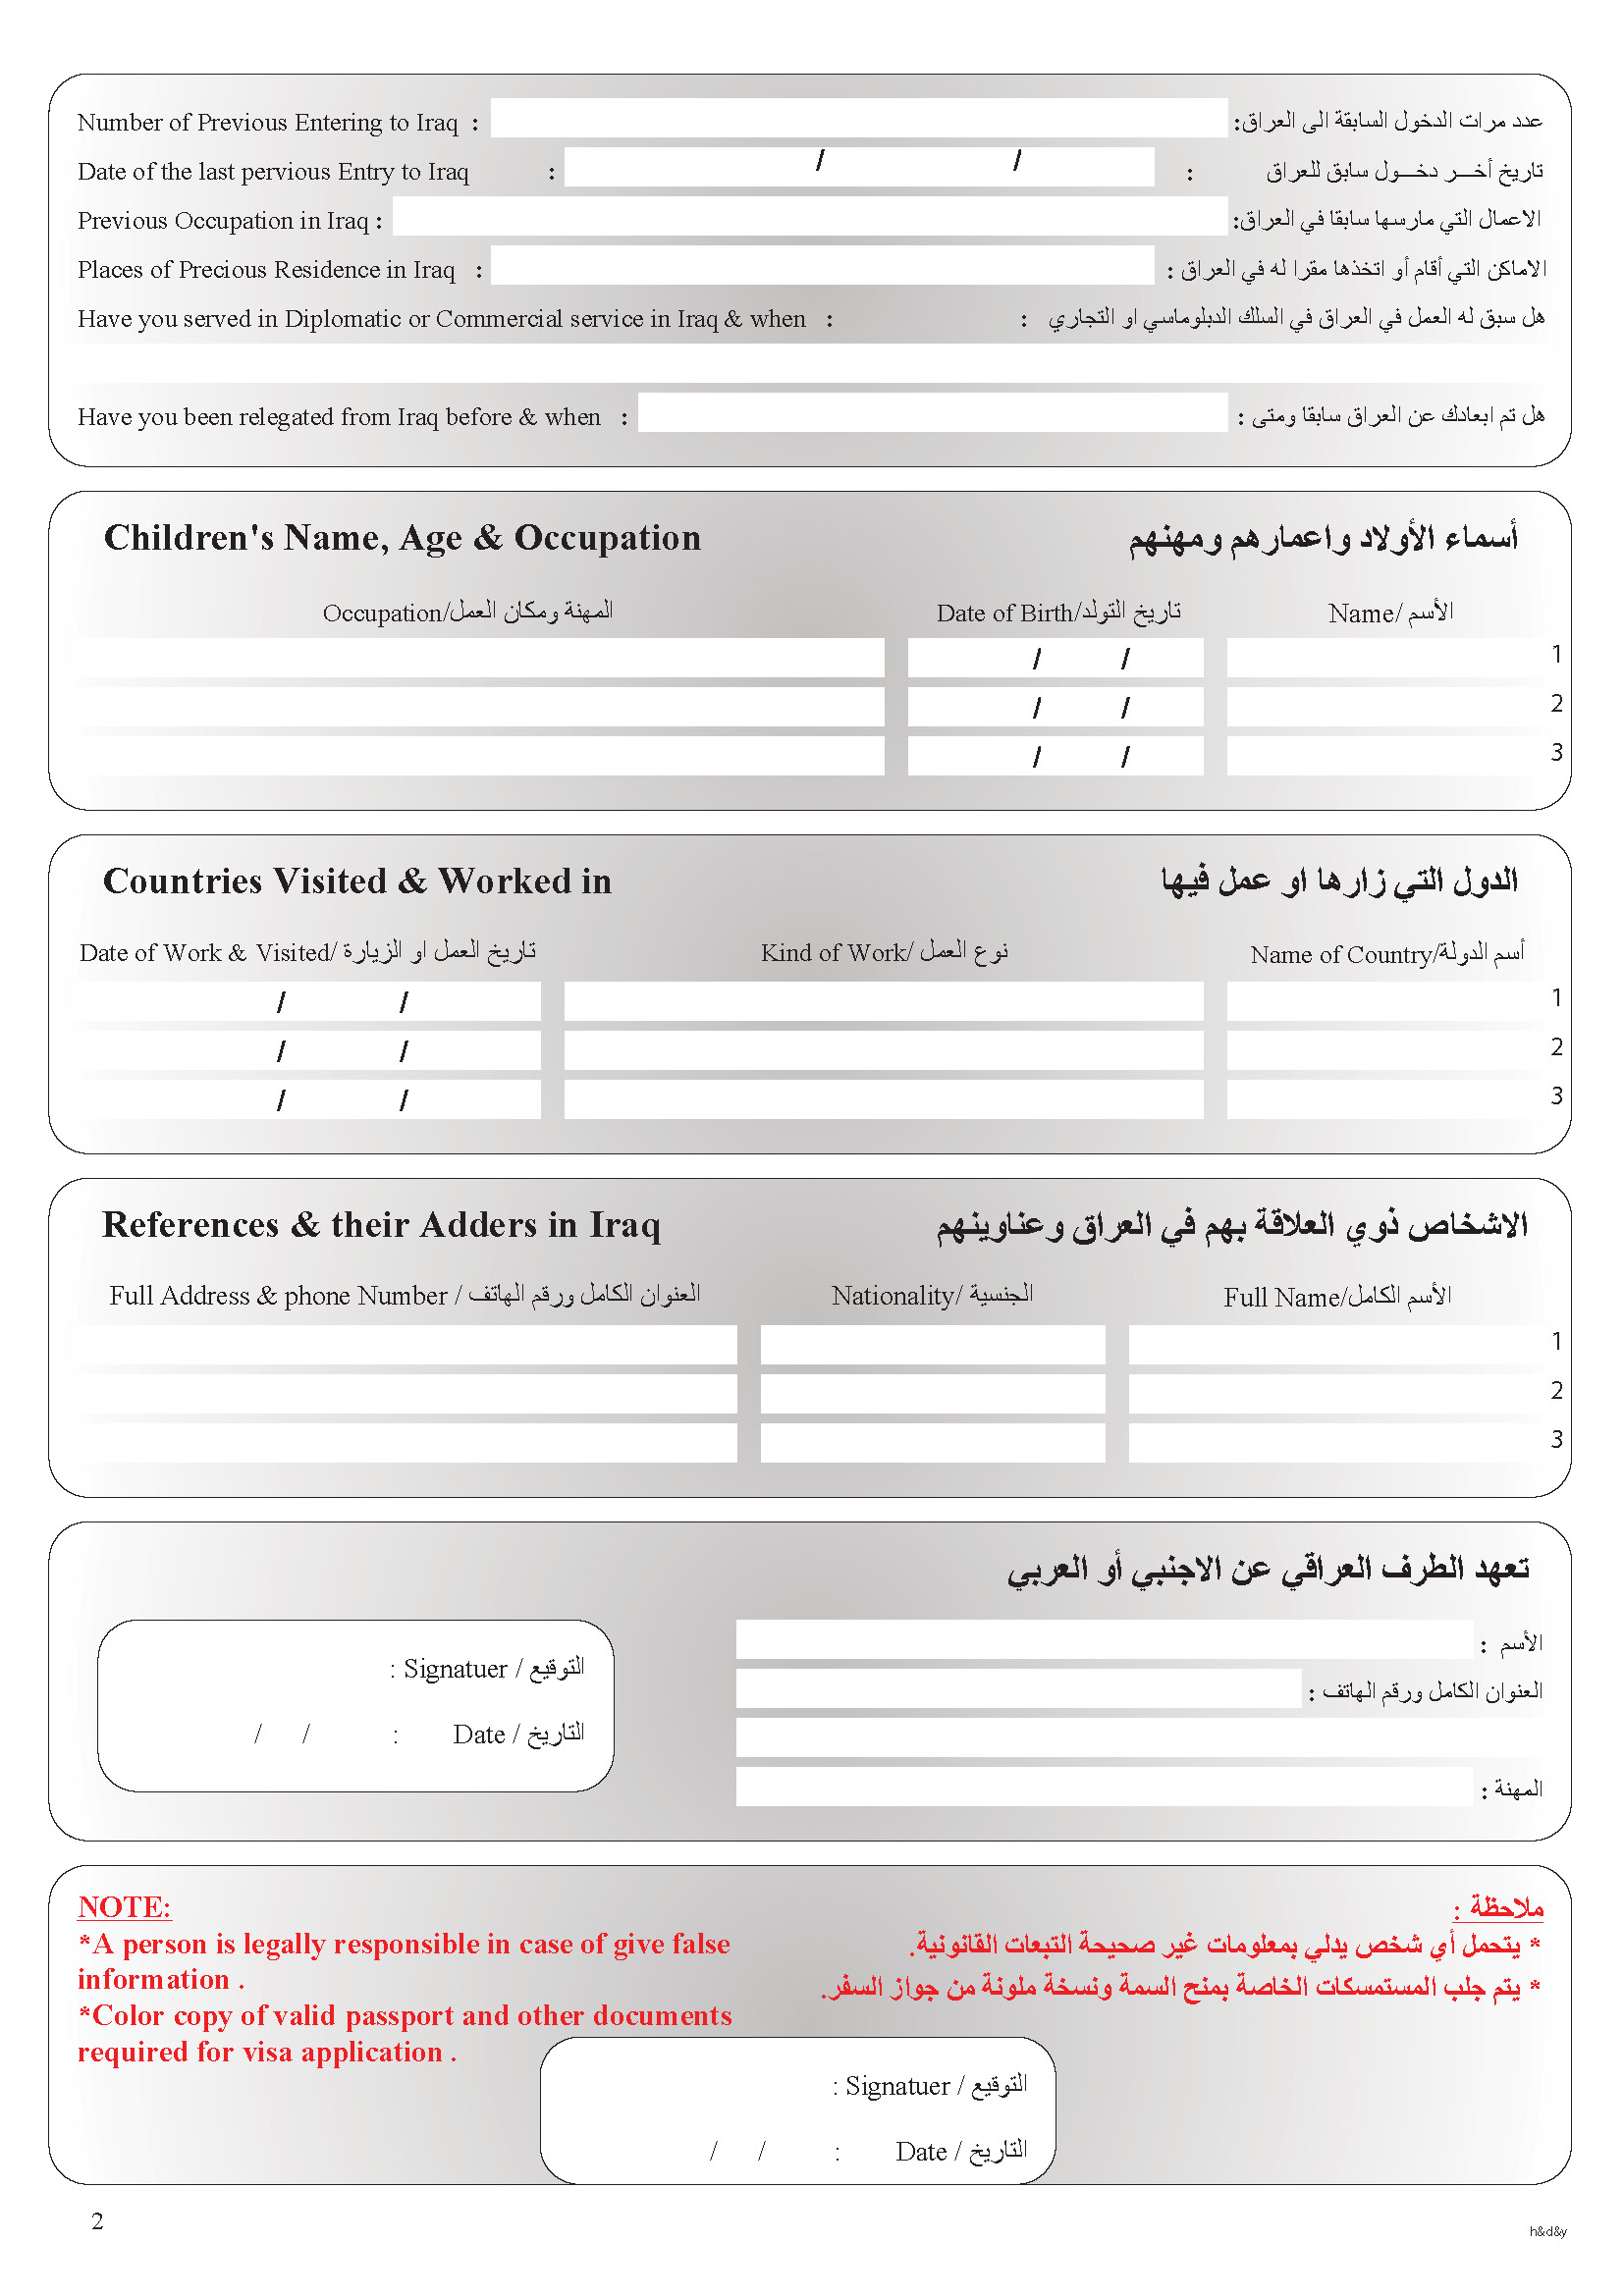 Number of Previous Entering to Iraq : عدد مرات الدخول السابقة الى العراق:
Date of the last pervious Entry to Iraq : / / : تاريخ أخـــر دخـــول سابق للعراق
Previous Occupation in Iraq : الاعمال التي مارسها سابقا في العراق:
Places of Precious Residence in Iraq : الاماكن التي أقام أو اتخذها مقرا له في العراق :
Have you served in Diplomatic or Commercial service in Iraq & when : هل سبق له العمل في العراق في السلك الدبلوماسي او التجاري :
Have you been relegated from Iraq before & when : هل تم ابعادك عن العراق سابقا ومتى :
Children's Name, Age & Occupation أسماء الأولاد واعمارهم ومهنهم
Occupation/المهنة ومكان العمل Date of Birth/تاريخ التولد Name/ الأسم
/ / 1
/ / 2
/ / 3
Countries Visited & Worked in الدول التي زارها او عمل فيها
Date of Work & Visited/ تاريخ العمل او الزيارة Kind of Work/ نوع العمل Name of Country/أسم الدولة
/ / 1
/ / 2
/ / 3
References & their Adders in Iraq الاشخاص ذوي العلاقة بهم في العراق وعناوينهم
Full Address & phone Number / العنوان الكامل ورقم الهاتف Nationality/ الجنسية Full Name/الأسم الكامل
1
2
3
تعهد الطرف العراقي عن الاجنبي أو العربي
الأسم :
العنوان الكامل ورقم الهاتف :
المهنة :
: Signatuer / التوقيع
/ / : Date / التاريخ
NOTE:
*A person is legally responsible in case of give false
information .
*Color copy of valid passport and other documents
required for visa application .
ملاحظة :
* يتحمل أي شخص يدلي بمعلومات غير صحيحة التبعات القانونية.
* يتم جلب المستمسكات الخاصة بمنح السمة ونسخة ملونة من جواز السفر.
: Signatuer / التوقيع
/ / : Date / التاريخ
2
h&d&y